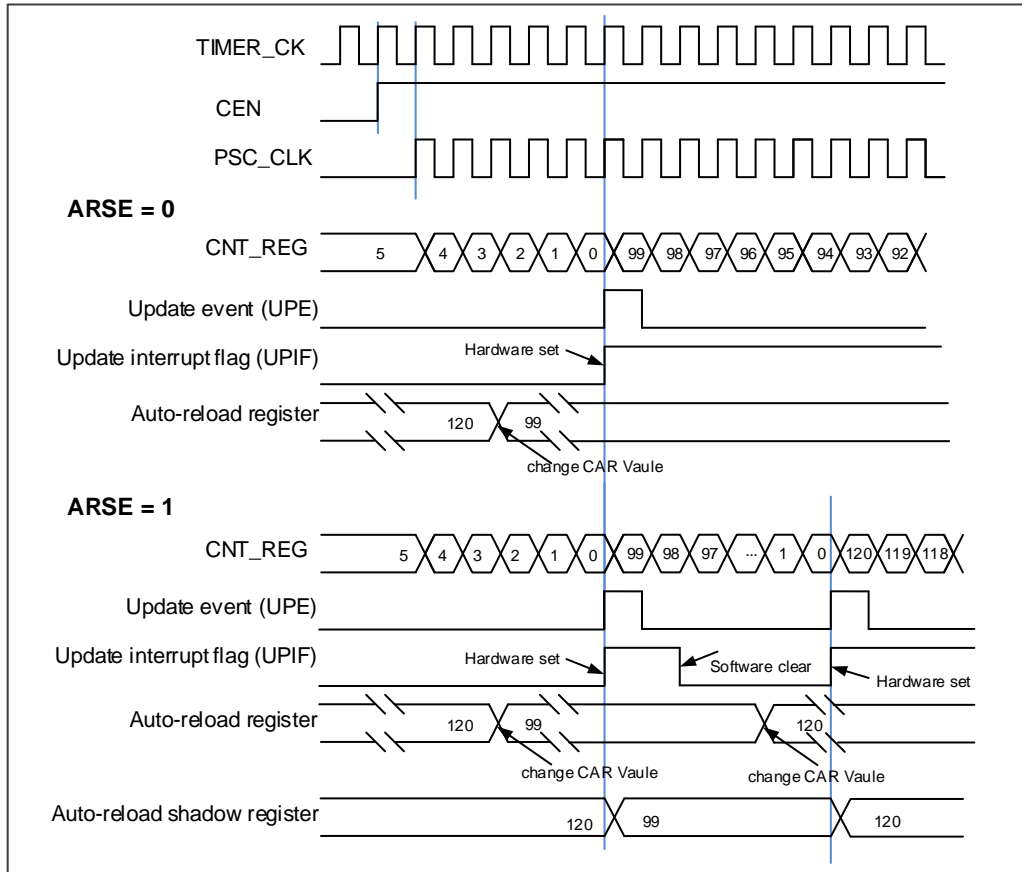 TIMER_CK
CEN
PSC_CLK
ARSE = 0
CNT_REG 5 4 3 2 1 0 99 98 97 96 95 94 93 92
Update event (UPE)
Update interrupt flag (UPIF) Hardware set
Auto-reload register 120 99
change CAR Vaule
ARSE = 1
CNT_REG 5 4 3 2 1 0 99 98 97 ... 1 0 120 119 118
Update event (UPE)
Update interrupt flag (UPIF) Hardware set Software clear Hardware set
Auto-reload register 120 99 120
change CAR Vaule change CAR Vaule
Auto-reload shadow register 120 99 120